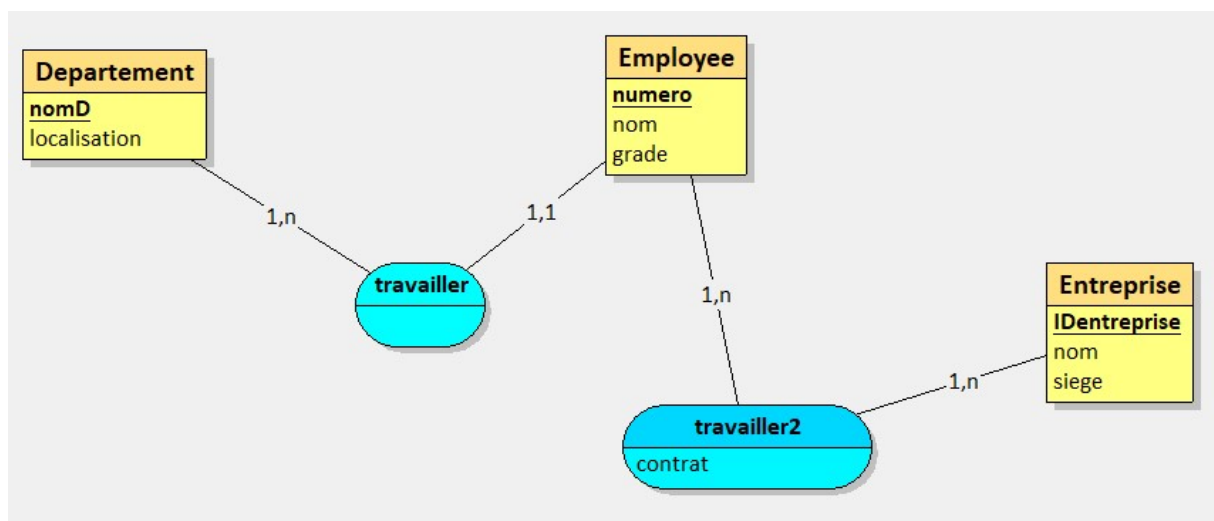 Departement
nomD
localisation
Employee
numero
nom
grade
1,n
1,1
travailler
1,n
Entreprise
IDentreprise
nom
siege
1,n
travailler2
contrat